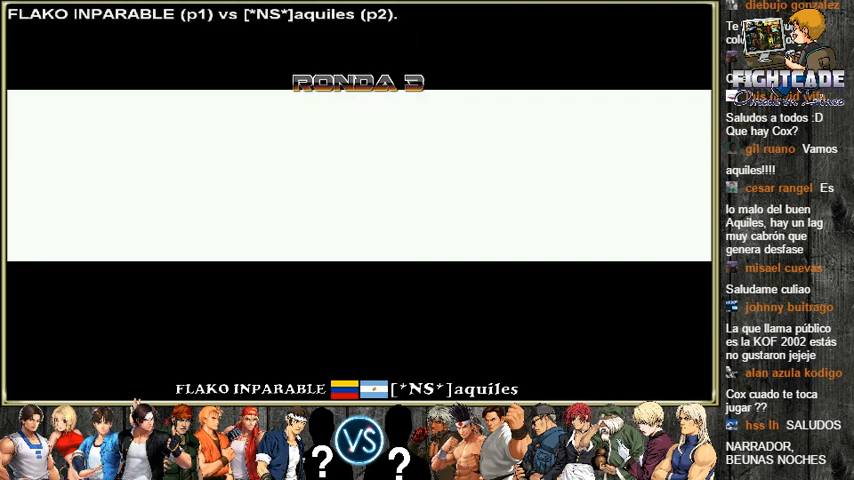 FLAKO INPARABLE (p1) vs [*NS*]aquiles (p2).
RONDA 3
FLAKO INPARABLE [*NS*]aquiles
? VS ?
diebujo gonzalez
Te
FIGHTCADE
Saludos a todos :D
Que hay Cox?
gil ruano Vamos
aquiles!!!!
cesar rangel Es
lo malo del buen
Aquiles, hay un lag
muy cabrón que
genera desfase
misael cuevas
Saludame culiao
johnny buitrago
La que llama público
es la KOF 2002 estás
no gustaron jejeje
alan azula kodigo
Cox cuado te toca
jugar ??
hss lh SALUDOS
NARRADOR,
BEUNAS NOCHES